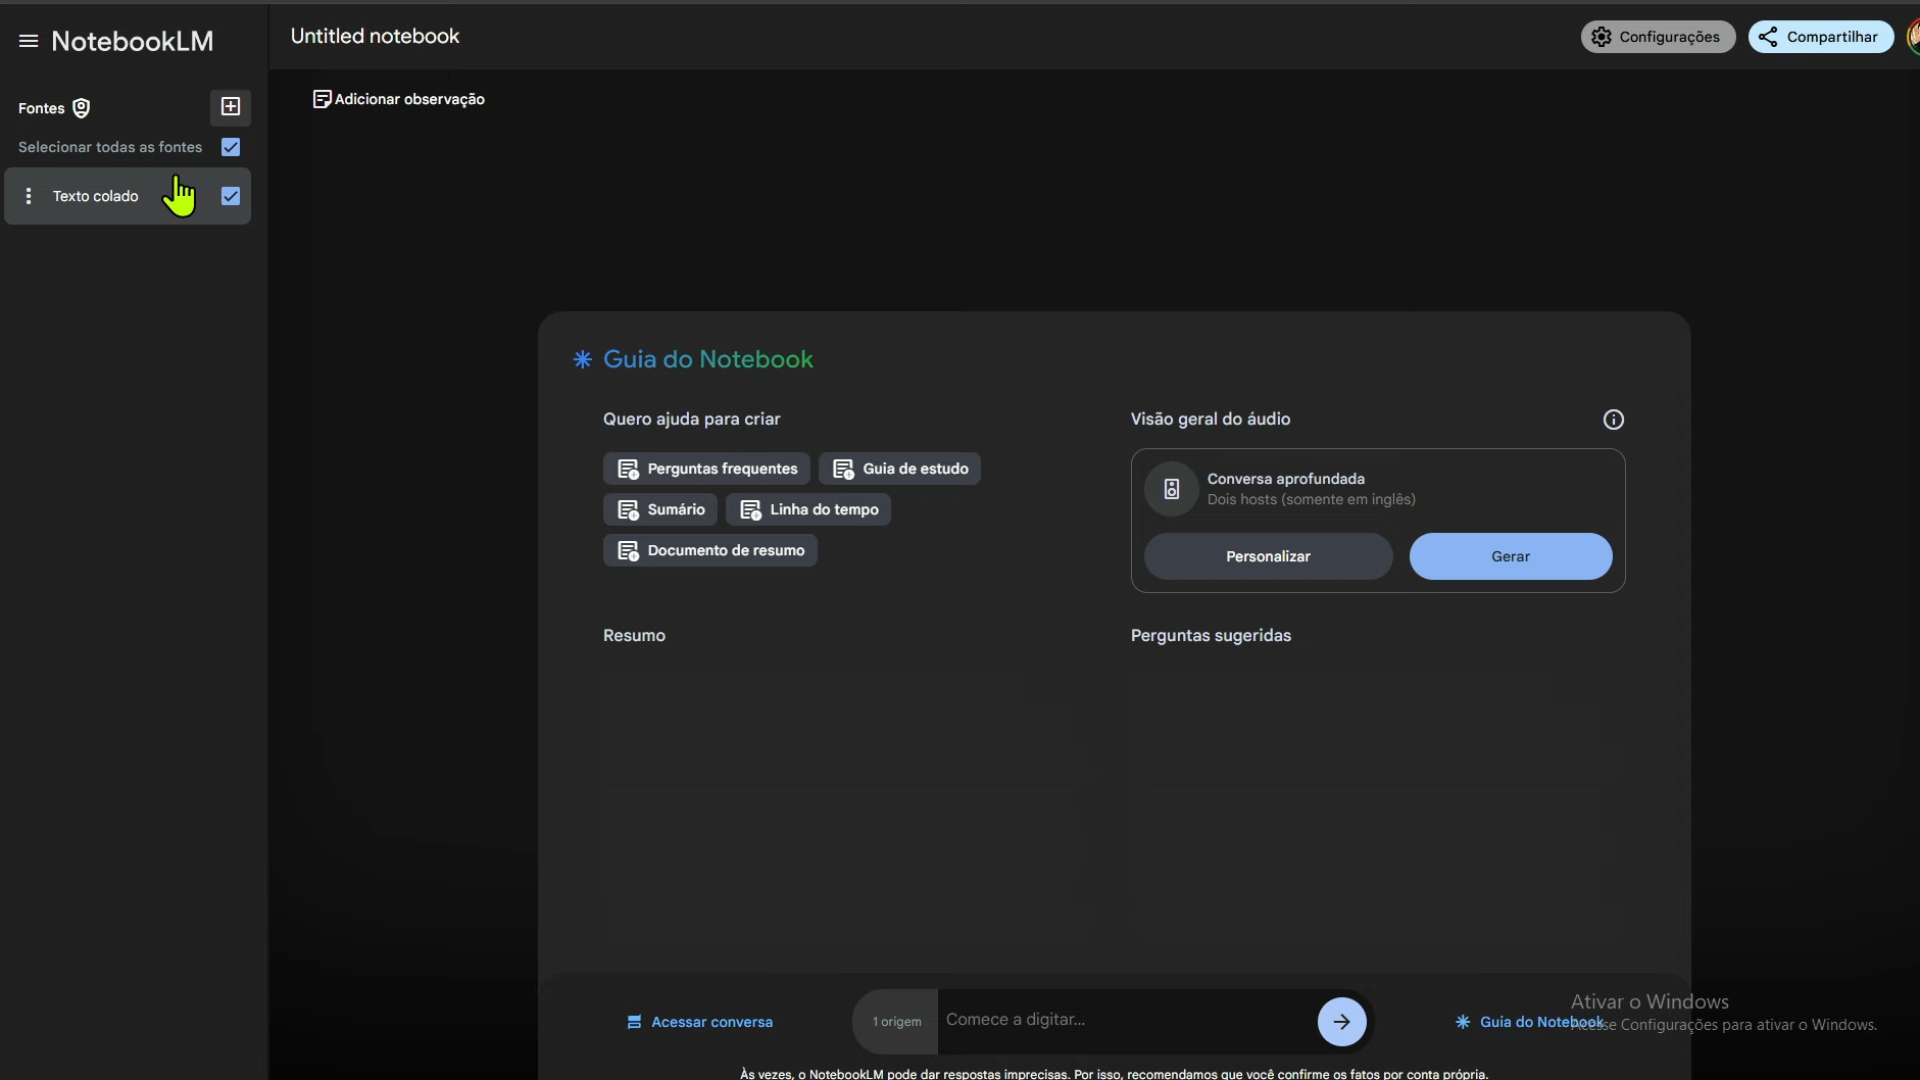 NotebookLM
Untitled notebook
Configurações
Compartilhar
Fontes
Selecionar todas as fontes
Texto colado
Adicionar observação
Guia do Notebook
Quero ajuda para criar
Perguntas frequentes
Guia de estudo
Sumário
Linha do tempo
Documento de resumo
Visão geral do áudio
Conversa aprofundada
Dois hosts (somente em inglês)
Personalizar
Gerar
Resumo
Perguntas sugeridas
Acessar conversa
1 origem
Comece a digitar...
Guia do Notebook
Ativar o Windows
Acesse Configurações para ativar o Windows.
Às vezes, o NotebookLM pode dar respostas imprecisas. Por isso, recomendamos que você confirme os fatos por conta própria.